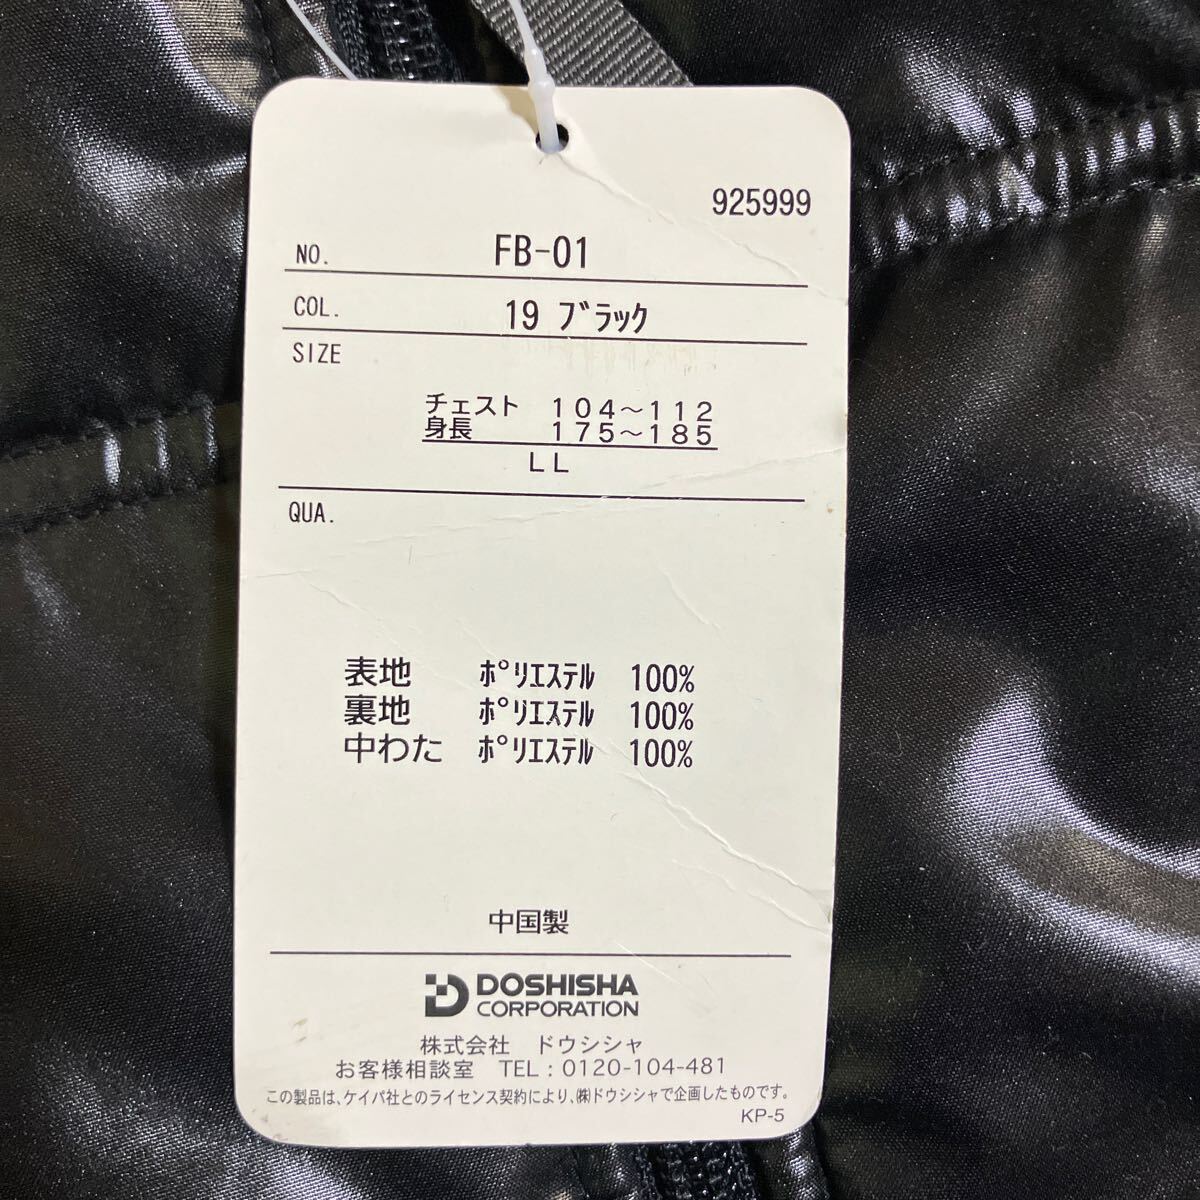 925999
NO. FB-01
COL. 19 ブラック
SIZE
チェスト 104～112
身長 175～185
LL
QUA.
表地 ポリエステル 100%
裏地 ポリエステル 100%
中わた ポリエステル 100%
中国製
DOSHISHA
CORPORATION
株式会社 ドウシシャ
お客様相談室 TEL:0120-104-481
この製品は、ケイパ社とのライセンス契約により、㈱ドウシシャで企画したものです。
KP-5